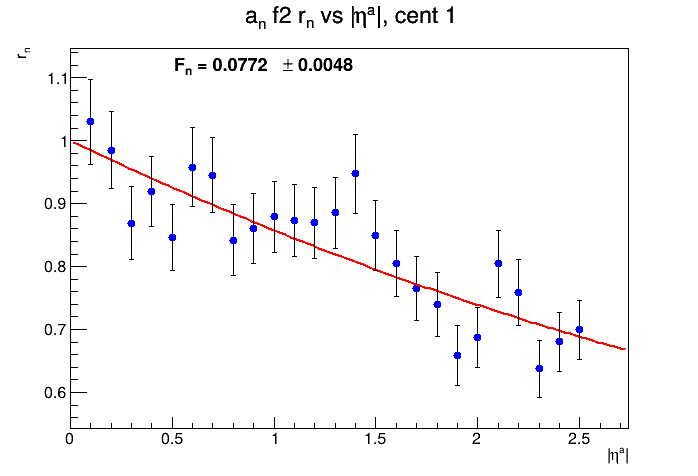 a_n f2 r_n vs |η^a|, cent 1
r_n
F_n = 0.0772 ± 0.0048
1.1
1
0.9
0.8
0.7
0.6
0 0.5 1 1.5 2 2.5
|η^a|